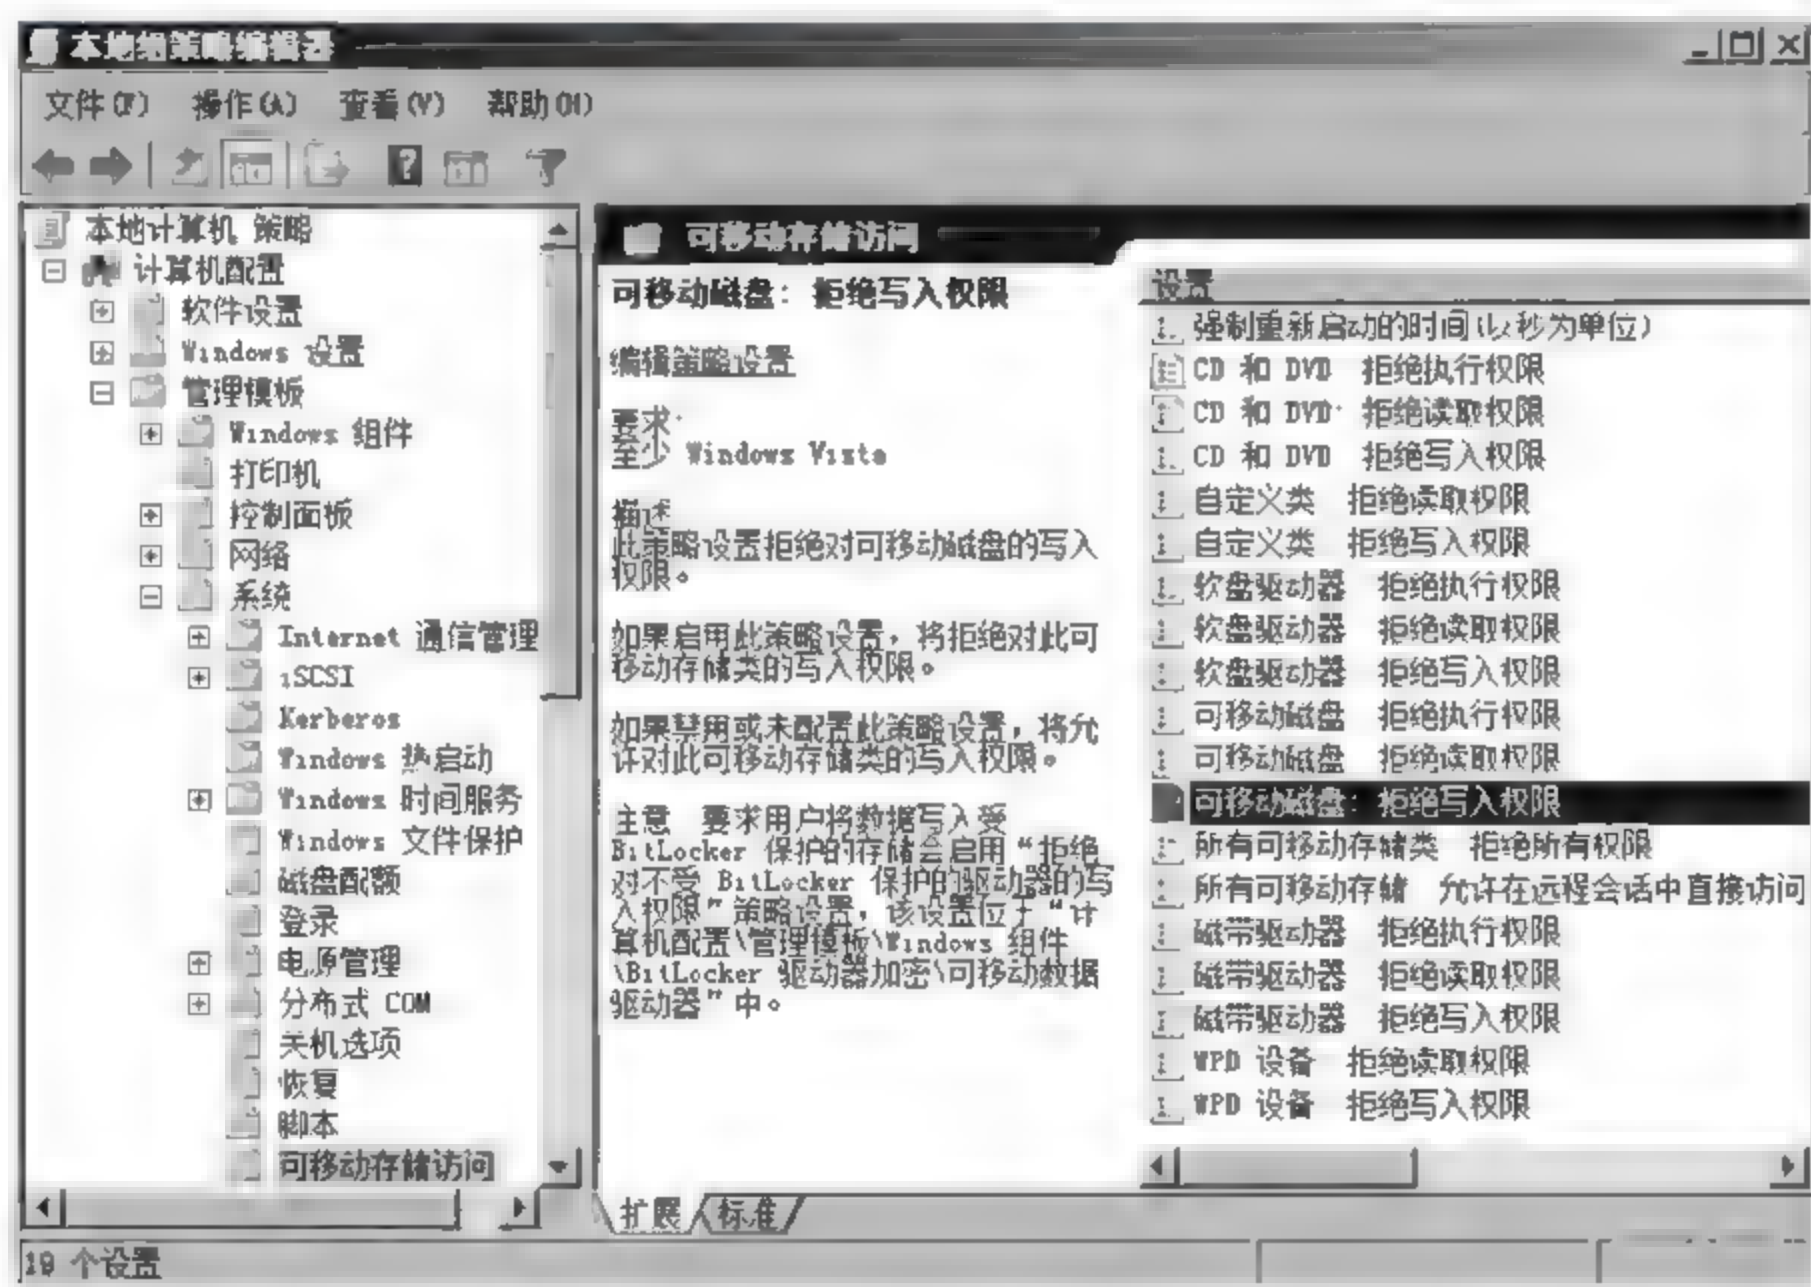 本地组策略编辑器
文件(F) 操作(A) 查看(V) 帮助(H)
本地计算机 策略
计算机配置
软件设置
Windows 设置
管理模板
Windows 组件
打印机
控制面板
网络
系统
Internet 通信管理
iSCSI
Kerberos
Windows 热启动
Windows 时间服务
Windows 文件保护
磁盘配额
登录
电源管理
分布式 COM
关机选项
恢复
脚本
可移动存储访问
可移动存储访问
可移动磁盘: 拒绝写入权限
编辑策略设置
要求:
至少 Windows Vista
描述
此策略设置拒绝对可移动磁盘的写入
权限。
如果启用此策略设置，将拒绝对此可
移动存储类的写入权限。
如果禁用或未配置此策略设置，将允
许对此可移动存储类的写入权限。
注意 要求用户将数据写入受
BitLocker 保护的存储会启用“拒绝
对不受 BitLocker 保护的驱动器的写
入权限”策略设置，该设置位于“计
算机配置\管理模板\Windows 组件
\BitLocker 驱动器加密\可移动数据
驱动器”中。
设置
强制重新启动的时间(以秒为单位)
CD 和 DVD 拒绝执行权限
CD 和 DVD: 拒绝读取权限
CD 和 DVD 拒绝写入权限
自定义类 拒绝读取权限
自定义类 拒绝写入权限
软盘驱动器 拒绝执行权限
软盘驱动器 拒绝读取权限
软盘驱动器 拒绝写入权限
可移动磁盘 拒绝执行权限
可移动磁盘 拒绝读取权限
可移动磁盘: 拒绝写入权限
所有可移动存储类 拒绝所有权限
所有可移动存储 允许在远程会话中直接访问
磁带驱动器 拒绝执行权限
磁带驱动器 拒绝读取权限
磁带驱动器 拒绝写入权限
WPD 设备 拒绝读取权限
WPD 设备 拒绝写入权限
扩展 标准
19 个设置